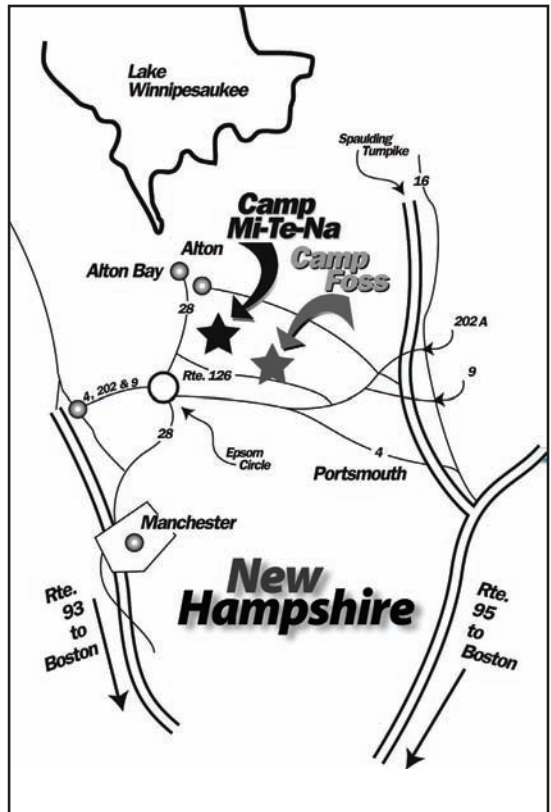 Lake
Winnipesaukee
Spaulding
Turnpike
16
Camp
Mi-Te-Na
Alton
Camp
Foss
Alton Bay
28
202 A
Rte. 126
9
4, 202 & 9
28
Epsom
Circle
4
Portsmouth
Manchester
New
Hampshire
Rte.
93
to
Boston
Rte.
95
to
Boston